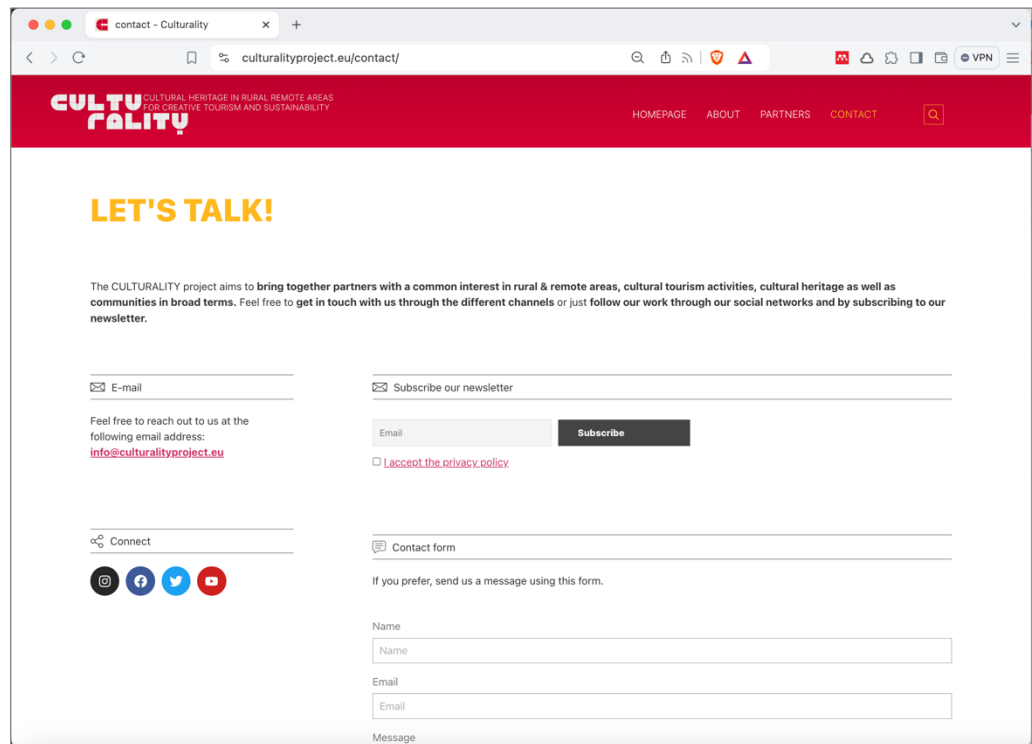 contact - Culturality
culturalityproject.eu/contact/
VPN
CULTU
RALITY
CULTURAL HERITAGE IN RURAL REMOTE AREAS
FOR CREATIVE TOURISM AND SUSTAINABILITY
HOMEPAGE ABOUT PARTNERS CONTACT
LET'S TALK!
The CULTURALITY project aims to bring together partners with a common interest in rural & remote areas, cultural tourism activities, cultural heritage as well as
communities in broad terms. Feel free to get in touch with us through the different channels or just follow our work through our social networks and by subscribing to our
newsletter.
E-mail
Feel free to reach out to us at the
following email address:
info@culturalityproject.eu
Subscribe our newsletter
Email
Subscribe
I accept the privacy policy
Connect
Contact form
If you prefer, send us a message using this form.
Name
Name
Email
Email
Message